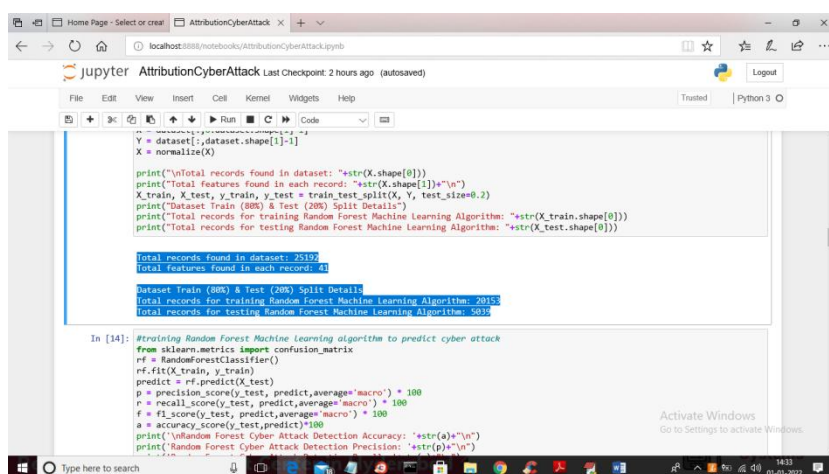 Home Page - Select or creat
AttributionCyberAttack
localhost:8888/notebooks/AttributionCyberAttack.ipynb
jupyter AttributionCyberAttack Last Checkpoint: 2 hours ago (autosaved)
Logout
File Edit View Insert Cell Kernel Widgets Help
Trusted Python 3
Run Code
Y = dataset[:,dataset.shape[1]-1]
X = normalize(X)
print("\nTotal records found in dataset: "+str(X.shape[0]))
print("Total features found in each record: "+str(X.shape[1])+"\n")
X_train, X_test, y_train, y_test = train_test_split(X, Y, test_size=0.2)
print("Dataset Train (80%) & Test (20%) Split Details")
print("Total records for training Random Forest Machine Learning Algorithm: "+str(X_train.shape[0]))
print("Total records for testing Random Forest Machine Learning Algorithm: "+str(X_test.shape[0]))
Total records found in dataset: 25192
Total features found in each record: 41
Dataset Train (80%) & Test (20%) Split Details
Total records for training Random Forest Machine Learning Algorithm: 20153
Total records for testing Random Forest Machine Learning Algorithm: 5039
In [14]: #training Random Forest Machine Learning algorithm to predict cyber attack
from sklearn.metrics import confusion_matrix
rf = RandomForestClassifier()
rf.fit(X_train, y_train)
predict = rf.predict(X_test)
p = precision_score(y_test, predict,average='macro') * 100
r = recall_score(y_test, predict,average='macro') * 100
f = f1_score(y_test, predict,average='macro') * 100
a = accuracy_score(y_test,predict)*100
print('\nRandom Forest Cyber Attack Detection Accuracy: '+str(a)+"\n")
print('Random Forest Cyber Attack Detection Precision: '+str(p)+"\n")
Activate Windows
Go to Settings to activate Windows.
Type here to search
14:33
01-01-2023